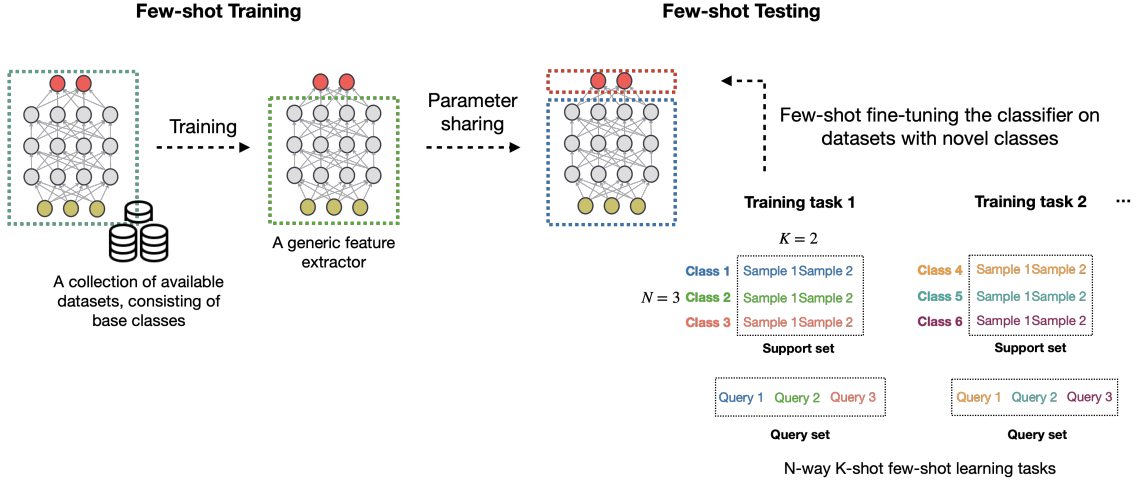 Few-shot Training
Few-shot Testing
Training
Parameter
sharing
Few-shot fine-tuning the classifier on
datasets with novel classes
A generic feature
extractor
A collection of available
datasets, consisting of
base classes
Training task 1
Training task 2
...
K = 2
N = 3
Class 1 Sample 1 Sample 2
Class 2 Sample 1 Sample 2
Class 3 Sample 1 Sample 2
Support set
Query 1 Query 2 Query 3
Query set
Class 4 Sample 1 Sample 2
Class 5 Sample 1 Sample 2
Class 6 Sample 1 Sample 2
Support set
Query 1 Query 2 Query 3
Query set
N-way K-shot few-shot learning tasks